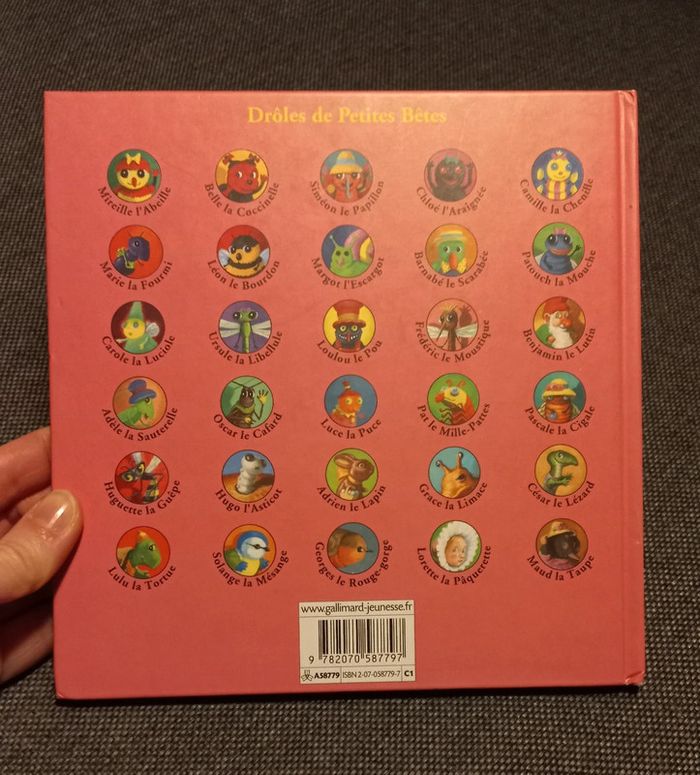 Drôles de Petites Bêtes
Mireille l'Abeille
Belle la Coccinelle
Siméon le Papillon
Chloé l'Araignée
Camille la Chenille
Marie la Fourmi
Léon le Bourdon
Margot l'Escargot
Barnabé le Scarabée
Patouch la Mouche
Carole la Luciole
Ursule la Libellule
Loulou le Pou
Frédéric le Moustique
Benjamin le Lutin
Adèle la Sauterelle
Oscar le Cafard
Luce la Puce
Pat le Mille-Pattes
Pascale la Cigale
Huguette la Guêpe
Hugo l'Asticot
Adrien le Lapin
Grace la Limace
César le Lézard
Lulu la Tortue
Solange la Mésange
Georges le Rouge-gorge
Lorette la Pâquerette
Maud la Taupe
www.gallimard-jeunesse.fr
9 782070 587797
A58779 ISBN 2-07-058779-7 C1